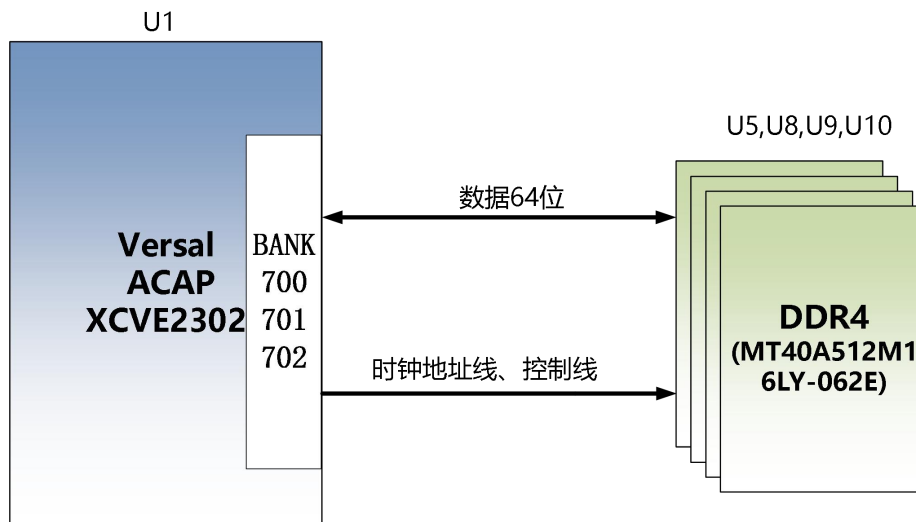 U1
U5,U8,U9,U10
数据64位
Versal
ACAP
XCVE2302
BANK
700
701
702
DDR4
(MT40A512M1
6LY-062E)
时钟地址线、控制线